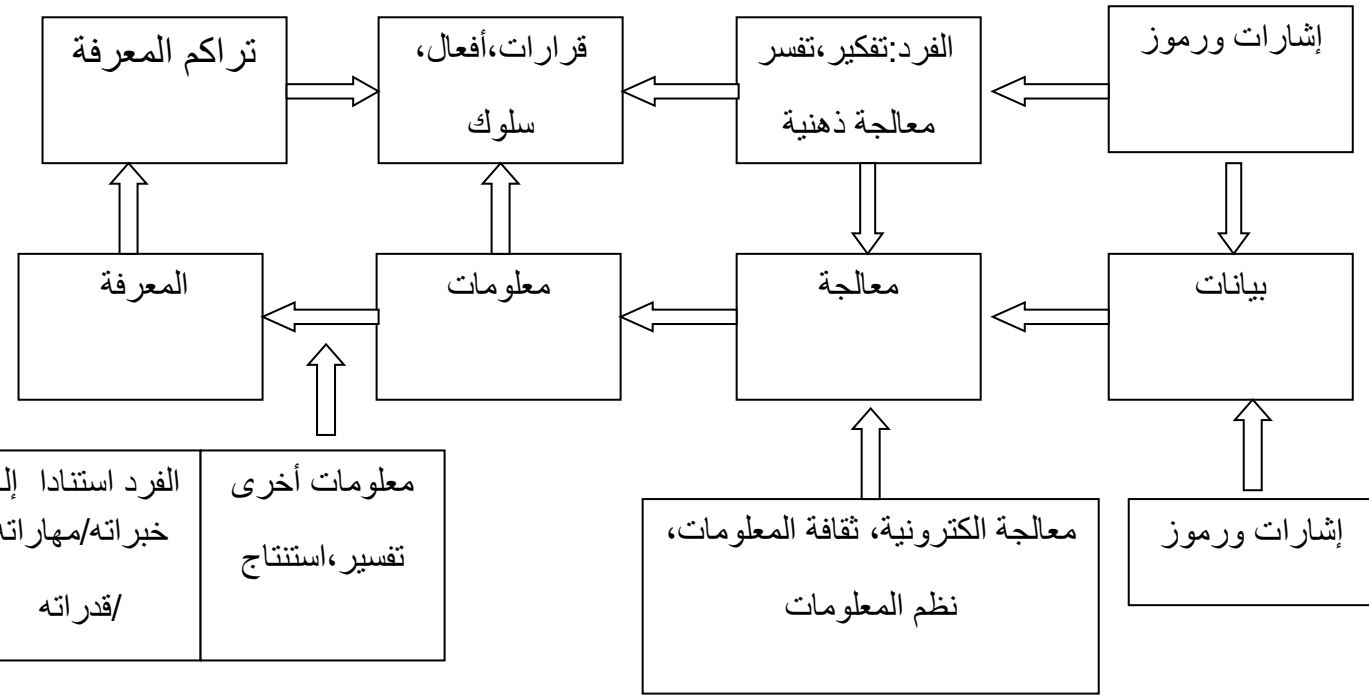 إشارات ورموز
الفرد:تفكير،تفسر
معالجة ذهنية
قرارات،أفعال،
سلوك
تراكم المعرفة
بيانات
معالجة
معلومات
المعرفة
إشارات ورموز
معالجة الكترونية، ثقافة المعلومات،
نظم المعلومات
معلومات أخرى
تفسير،استنتاج
الفرد استنادا
خبراته/مهاراته
/قدراته